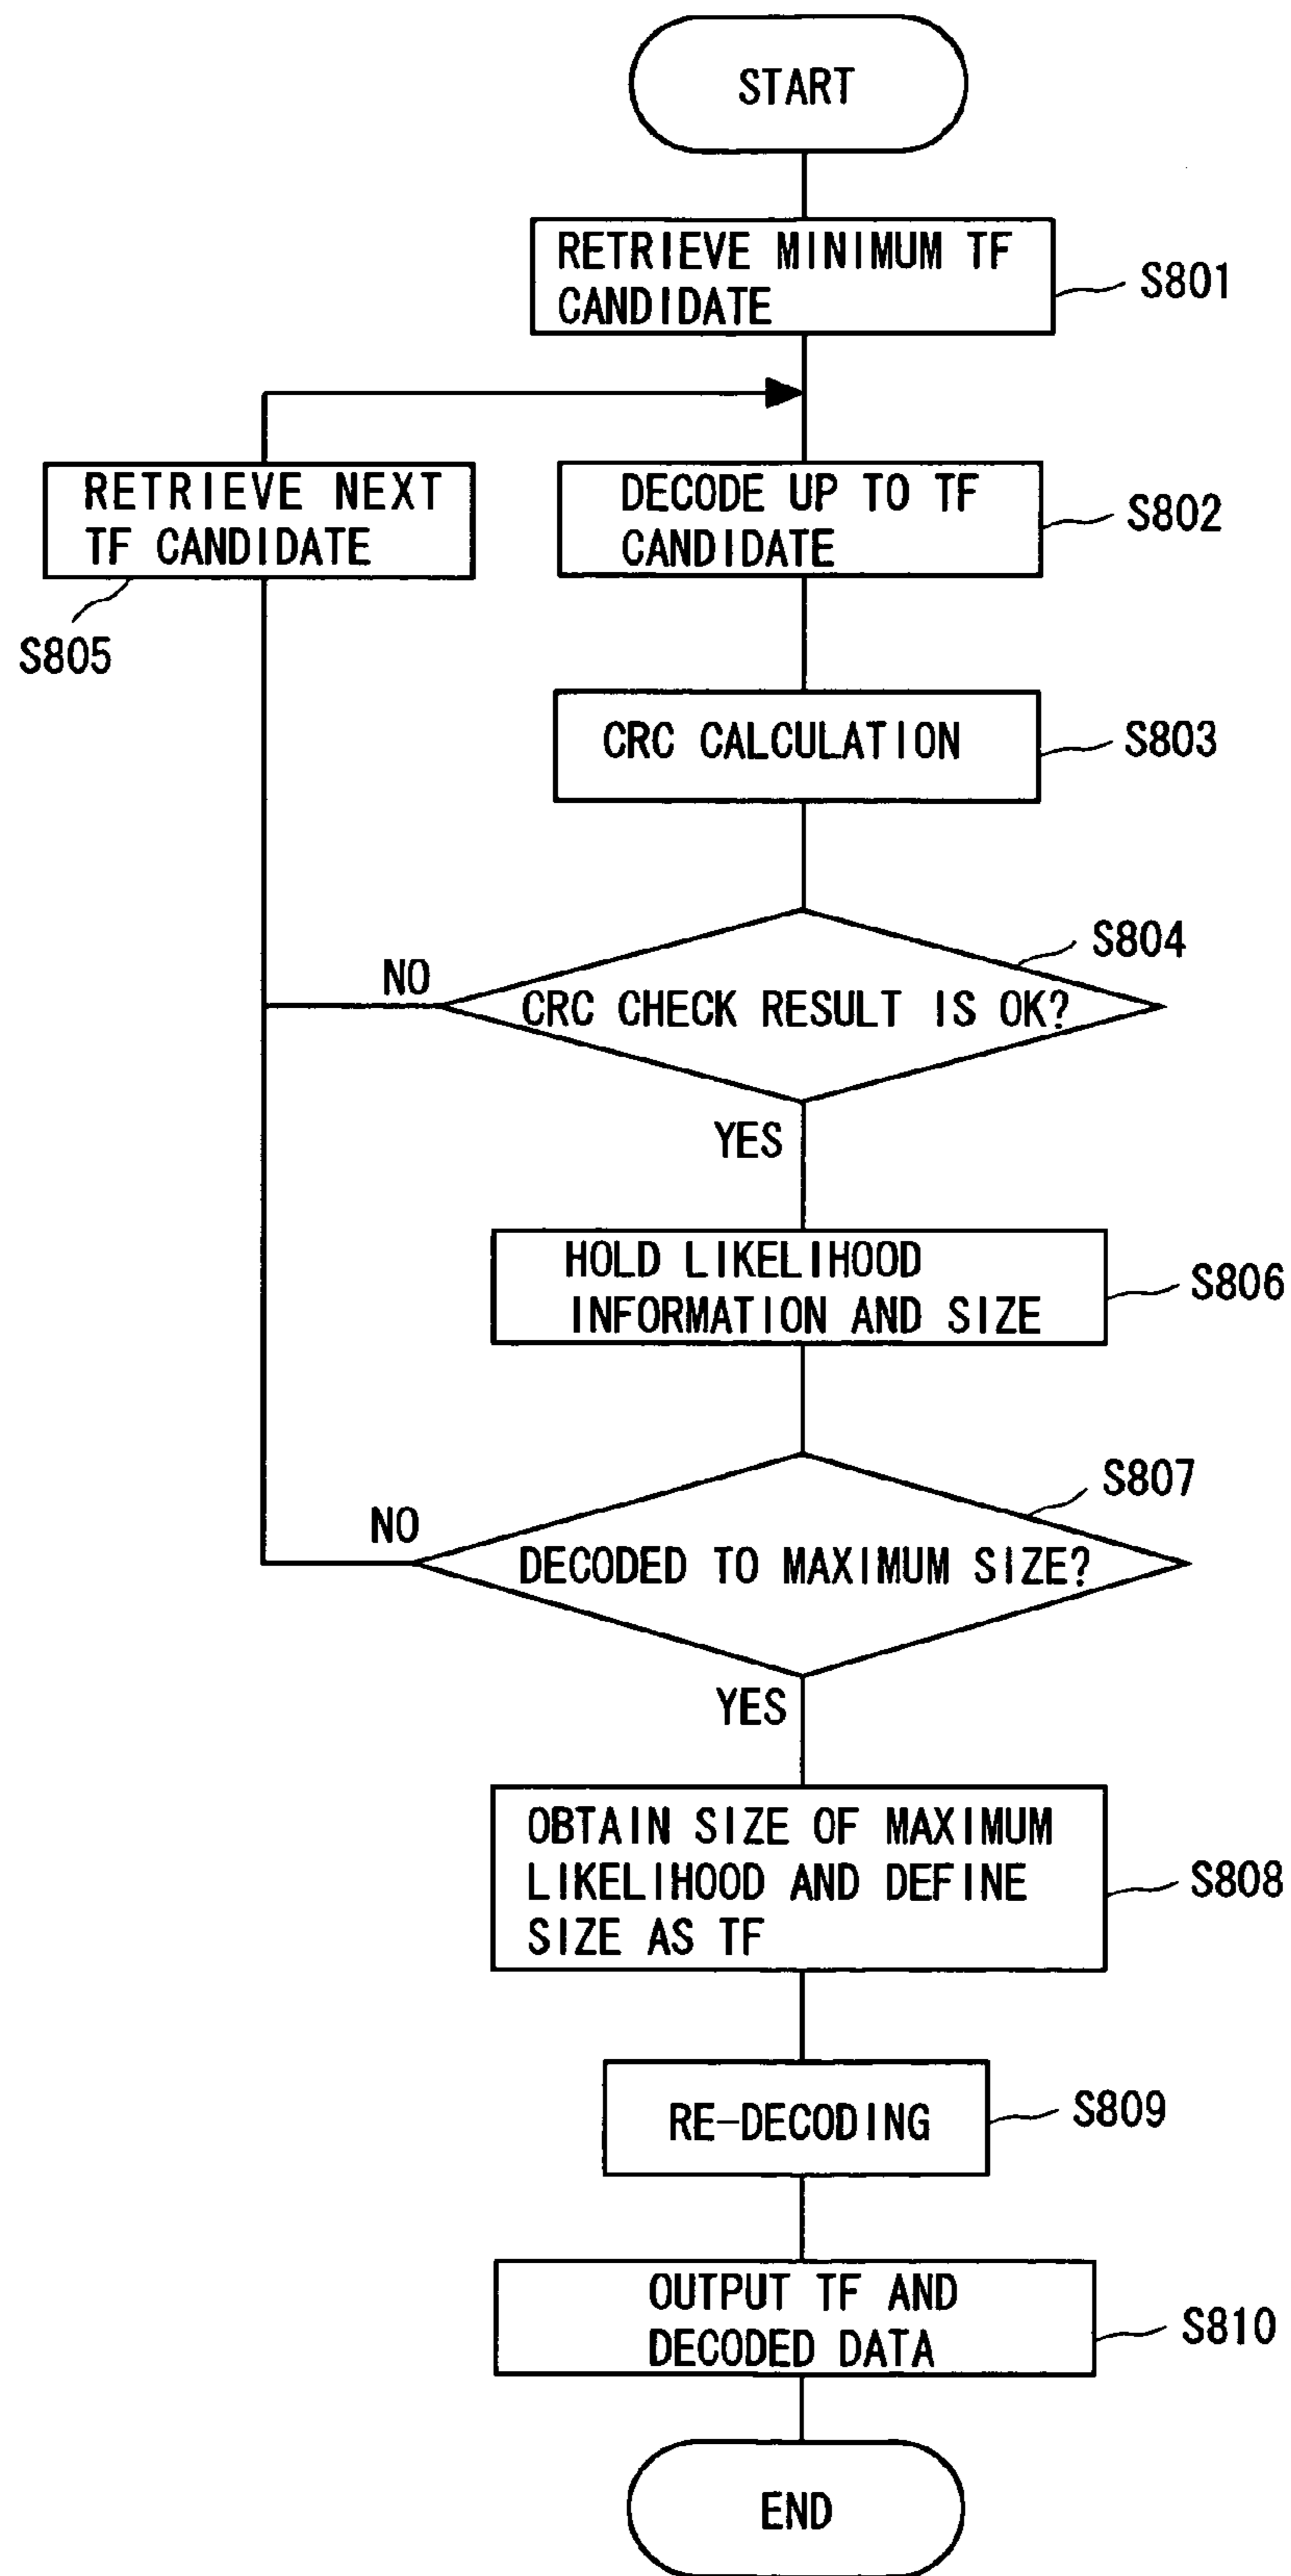 START
RETRIEVE MINIMUM TF
CANDIDATE
S801
RETRIEVE NEXT
TF CANDIDATE
S805
DECODE UP TO TF
CANDIDATE
S802
CRC CALCULATION
S803
S804
NO
CRC CHECK RESULT IS OK?
YES
HOLD LIKELIHOOD
INFORMATION AND SIZE
S806
S807
NO
DECODED TO MAXIMUM SIZE?
YES
OBTAIN SIZE OF MAXIMUM
LIKELIHOOD AND DEFINE
SIZE AS TF
S808
RE-DECODING
S809
OUTPUT TF AND
DECODED DATA
S810
END